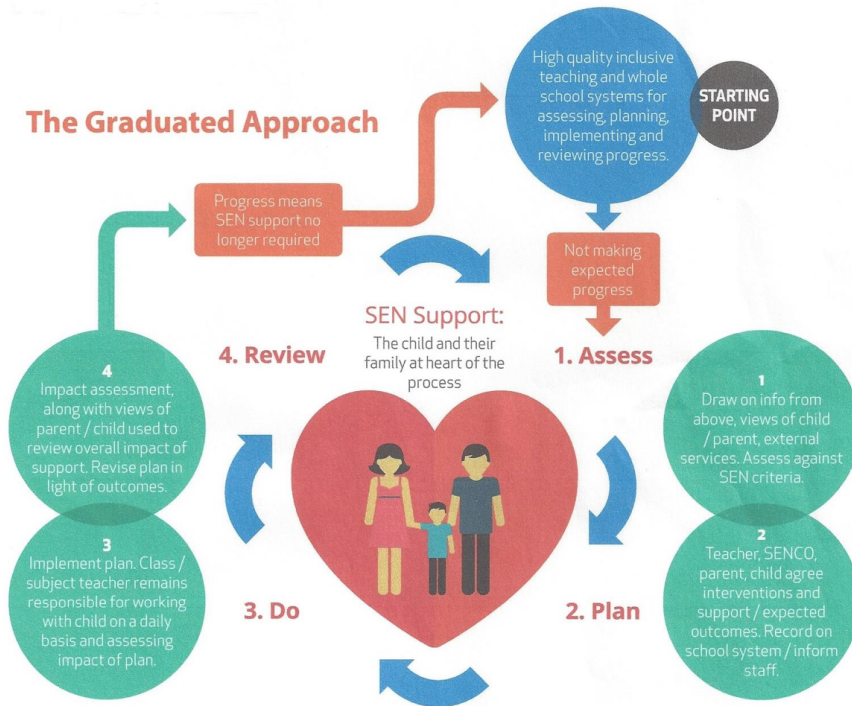 The Graduated Approach
High quality inclusive
teaching and whole
school systems for
assessing, planning,
implementing and
reviewing progress.
STARTING
POINT
Progress means
SEN support no
longer required
Not making
expected
progress
SEN Support:
The child and their
family at heart of the
process
4. Review
1. Assess
4
Impact assessment,
along with views of
parent / child used to
review overall impact of
support. Revise plan in
light of outcomes.
1
Draw on info from
above, views of child
/ parent, external
services. Assess against
SEN criteria.
3
Implement plan. Class /
subject teacher remains
responsible for working
with child on a daily
basis and assessing
impact of plan.
3. Do
2. Plan
2
Teacher, SENCO,
parent, child agree
interventions and
support / expected
outcomes. Record on
school system / inform
staff.